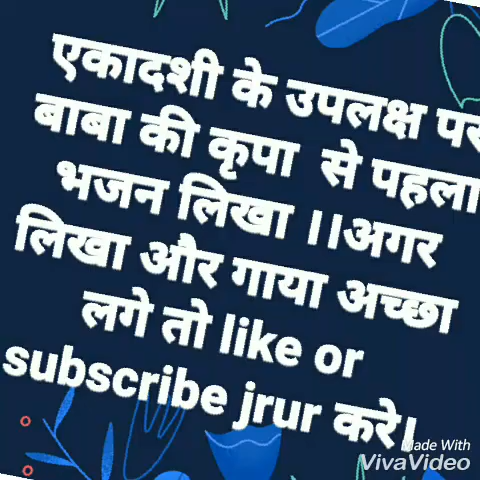 एकादशी के उपलक्ष पर
बाबा की कृपा से पहला
भजन लिखा ।।अगर
लिखा और गाया अच्छा
लगे तो like or
subscribe jrur करे।
Made With
VivaVideo